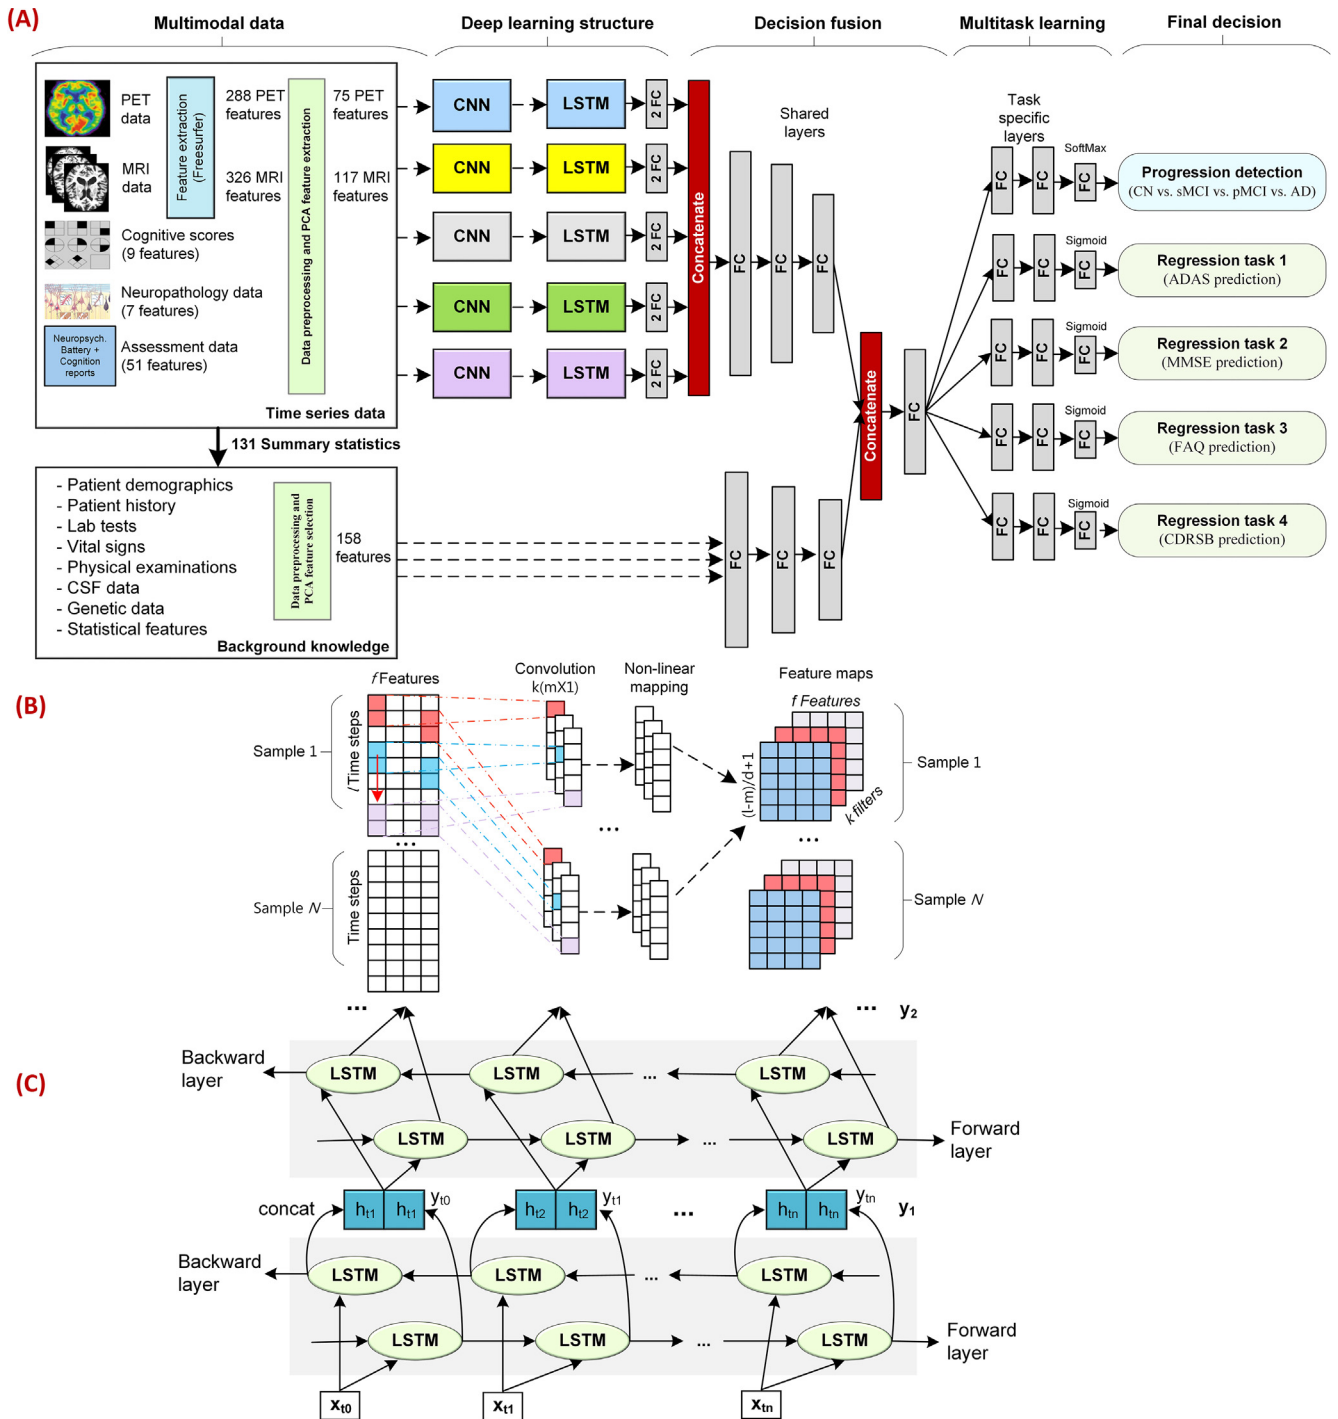 (A)
Multimodal data
Deep learning structure
Decision fusion
Multitask learning
Final decision
PET
data
Feature extraction
(Freesurfer)
288 PET
features
Data preprocessing and PCA feature extraction
75 PET
features
MRI
data
326 MRI
features
117 MRI
features
Cognitive scores
(9 features)
Neuropathology data
(7 features)
Neuropsych.
Battery +
Cognition
reports
Assessment data
(51 features)
Time series data
CNN
LSTM
2 FC
CNN
LSTM
2 FC
CNN
LSTM
2 FC
CNN
LSTM
2 FC
CNN
LSTM
2 FC
Concatenate
Shared
layers
FC
FC
FC
Concatenate
FC
Task
specific
layers
SoftMax
FC
FC
FC
Progression detection
(CN vs. sMCI vs. pMCI vs. AD)
Sigmoid
FC
FC
FC
Regression task 1
(ADAS prediction)
Sigmoid
FC
FC
FC
Regression task 2
(MMSE prediction)
Sigmoid
FC
FC
FC
Regression task 3
(FAQ prediction)
Sigmoid
FC
FC
FC
Regression task 4
(CDRSB prediction)
131 Summary statistics
- Patient demographics
- Patient history
- Lab tests
- Vital signs
- Physical examinations
- CSF data
- Genetic data
- Statistical features
Data preprocessing and
PCA feature selection
158
features
Background knowledge
FC
FC
FC
(B)
f Features
Convolution
k(mX1)
Non-linear
mapping
Feature maps
f Features
Sample 1
l Time steps
(l-m)/d+1
k filters
Sample 1
...
...
...
Sample N
Time steps
Sample N
(C)
...
... y2
Backward
layer
LSTM
LSTM
...
LSTM
LSTM
LSTM
...
LSTM
Forward
layer
concat
ht1 ht1
yt0
ht2 ht2
yt1
...
htn htn
ytn
y1
Backward
layer
LSTM
LSTM
...
LSTM
LSTM
LSTM
...
LSTM
Forward
layer
xt0
xt1
xtn